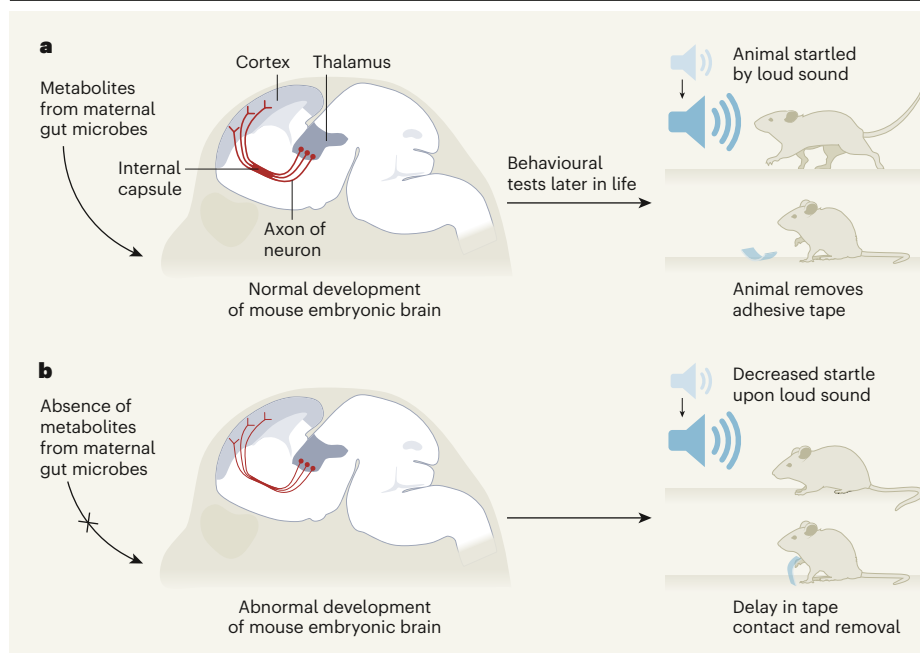 a
Metabolites
from maternal
gut microbes
Cortex
Thalamus
Internal
capsule
Axon of
neuron
Normal development
of mouse embryonic brain
Behavioural
tests later in life
Animal startled
by loud sound
Animal removes
adhesive tape
b
Absence of
metabolites
from maternal
gut microbes
Abnormal development
of mouse embryonic brain
Decreased startle
upon loud sound
Delay in tape
contact and removal